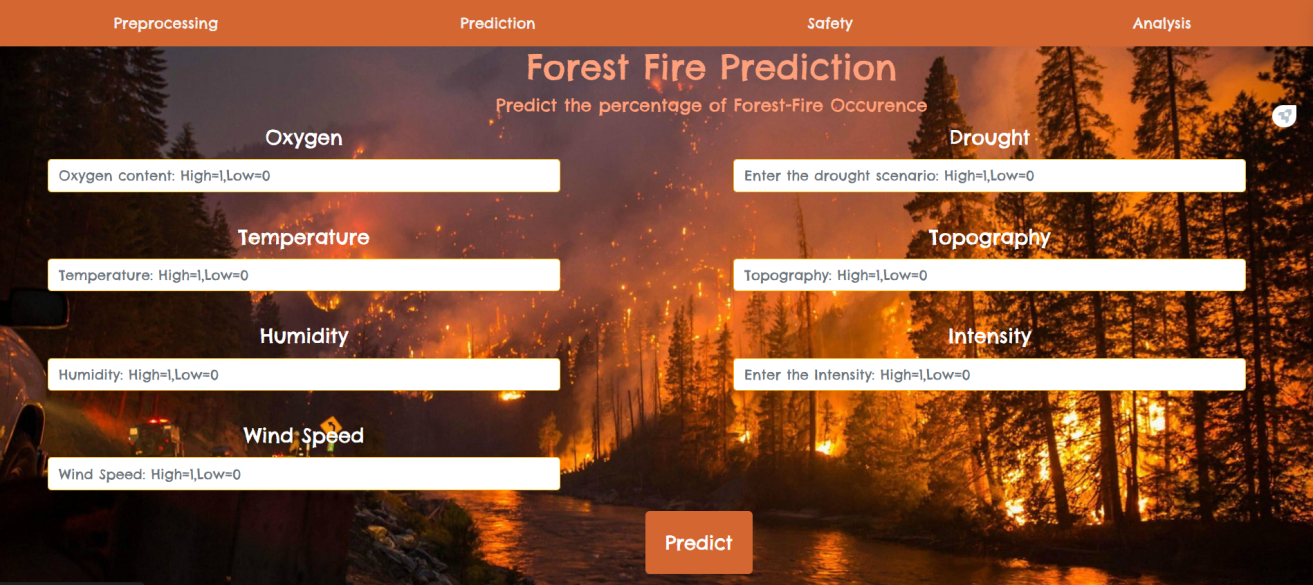 Preprocessing Prediction Safety Analysis
Forest Fire Prediction
Predict the percentage of Forest-Fire Occurence
Oxygen
Oxygen content: High=1,Low=0
Drought
Enter the drought scenario: High=1,Low=0
Temperature
Temperature: High=1,Low=0
Topography
Topography: High=1,Low=0
Humidity
Humidity: High=1,Low=0
Intensity
Enter the Intensity: High=1,Low=0
Wind Speed
Wind Speed: High=1,Low=0
Predict